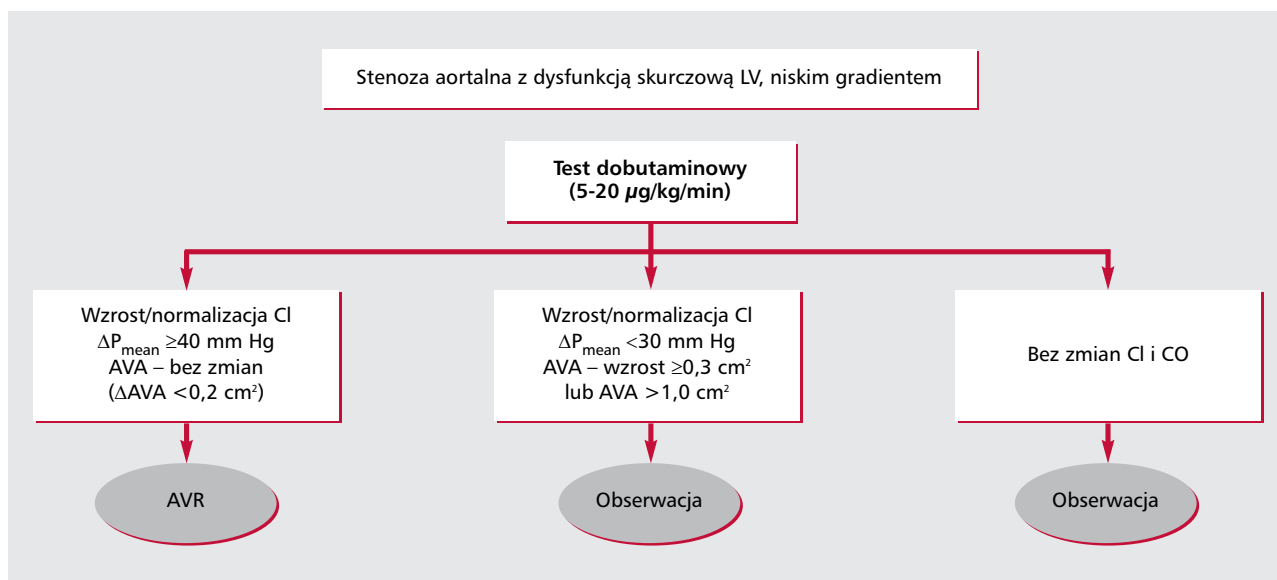 Stenoza aortalna z dysfunkcją skurczową LV, niskim gradientem
Test dobutaminowy
(5-20 µg/kg/min)
Wzrost/normalizacja Cl
ΔPmean ≥40 mm Hg
AVA – bez zmian
(ΔAVA <0,2 cm²)
Wzrost/normalizacja Cl
ΔPmean <30 mm Hg
AVA – wzrost ≥0,3 cm²
lub AVA >1,0 cm²
Bez zmian Cl i CO
AVR
Obserwacja
Obserwacja